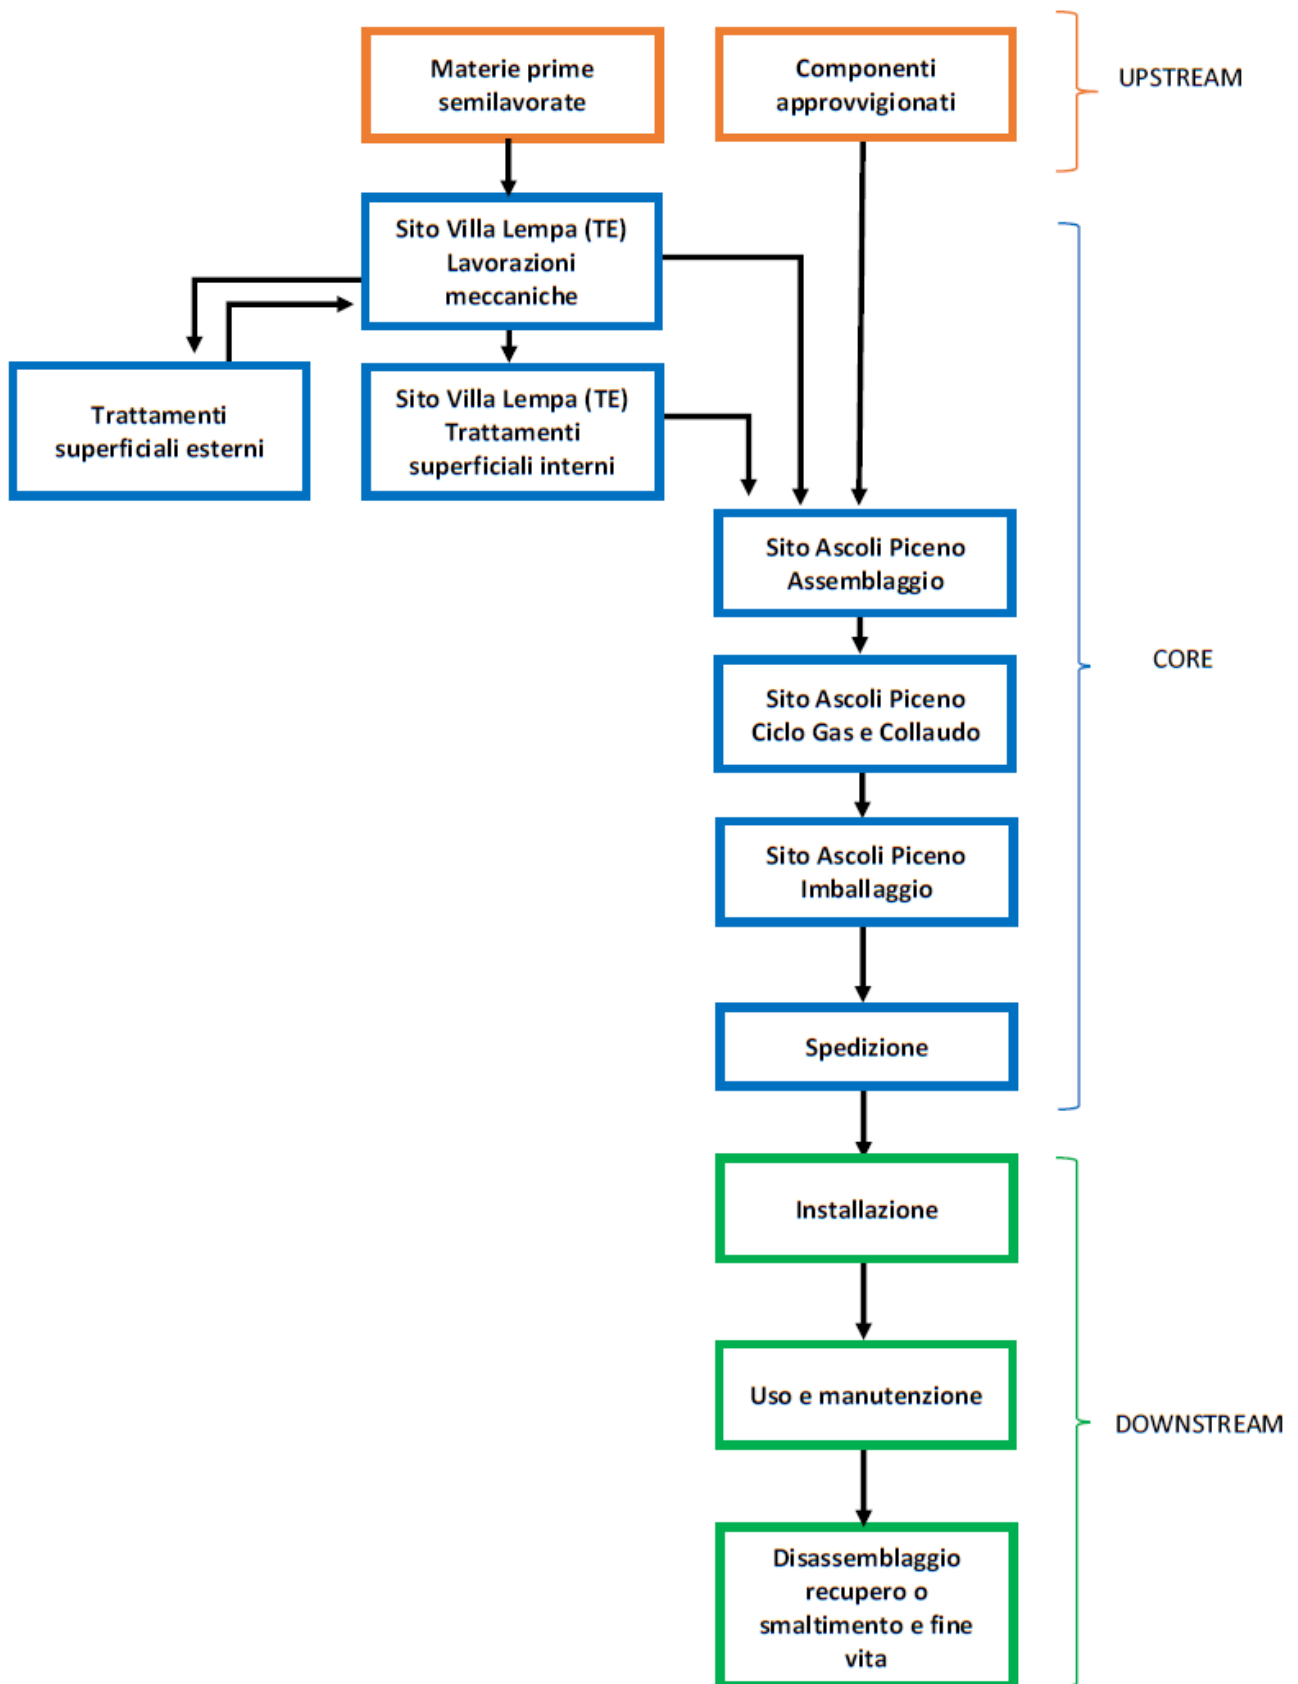 Materie prime
semilavorate
Componenti
approvvigionati
UPSTREAM
Sito Villa Lempa (TE)
Lavorazioni
meccaniche
Trattamenti
superficiali esterni
Sito Villa Lempa (TE)
Trattamenti
superficiali interni
Sito Ascoli Piceno
Assemblaggio
Sito Ascoli Piceno
Ciclo Gas e Collaudo
CORE
Sito Ascoli Piceno
Imballaggio
Spedizione
Installazione
Uso e manutenzione
DOWNSTREAM
Disassemblaggio
recupero o
smaltimento e fine
vita